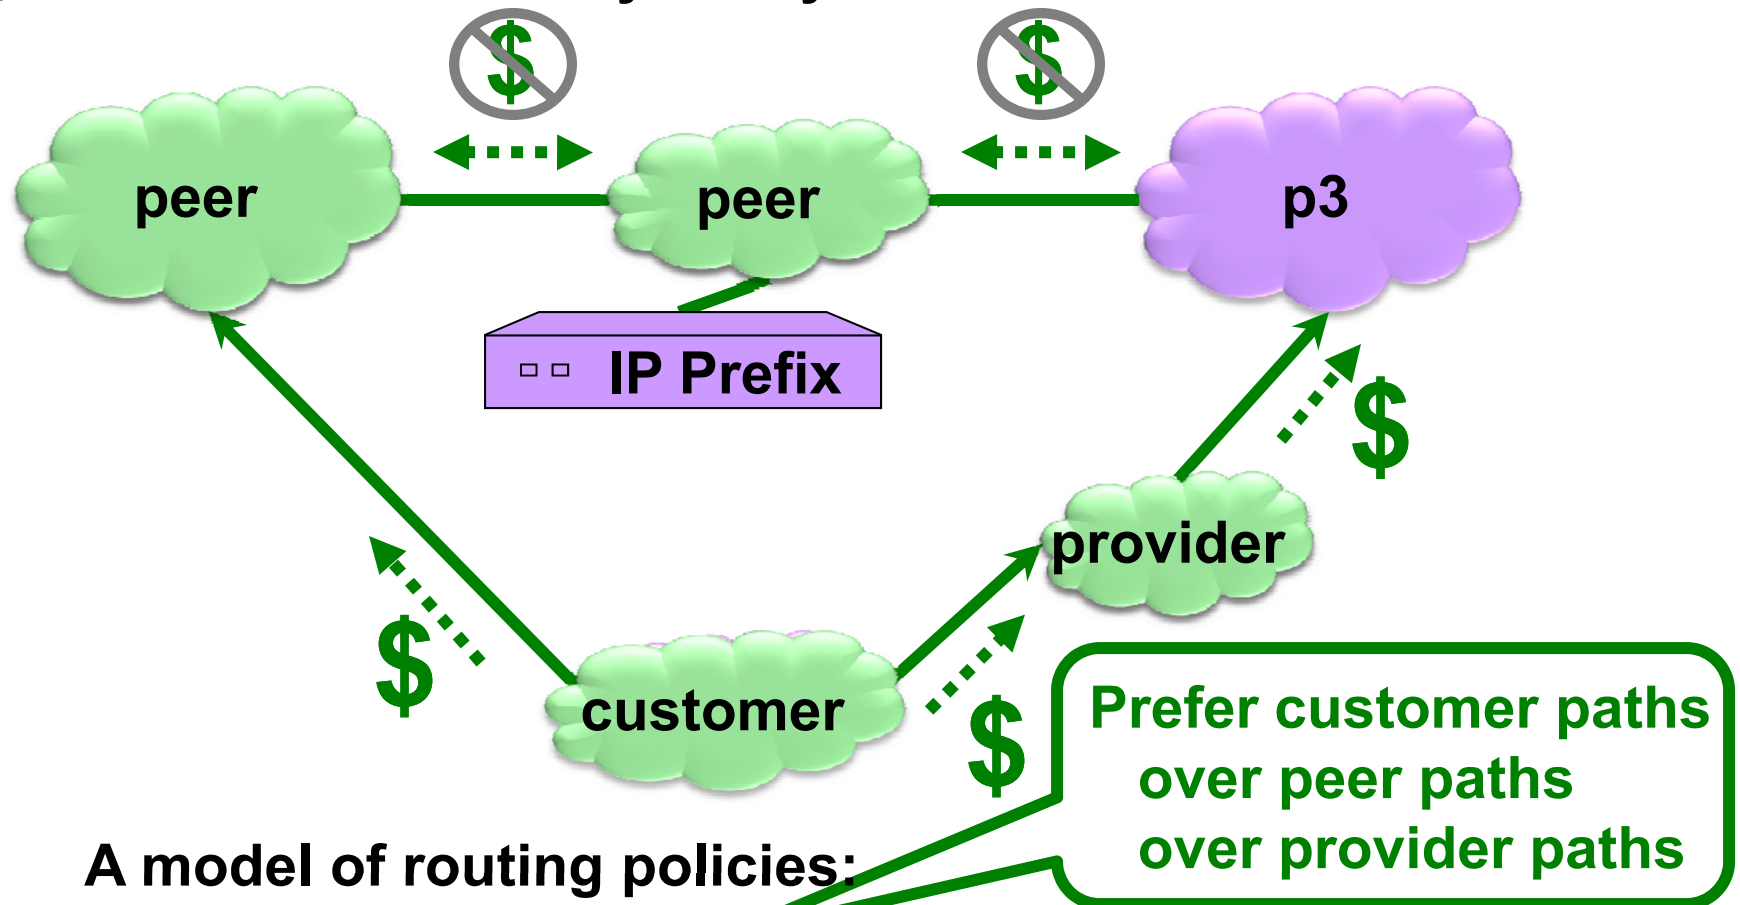 $ $
peer peer p3
IP Prefix
$
provider
$
customer
$
Prefer customer paths
over peer paths
over provider paths
A model of routing policies: